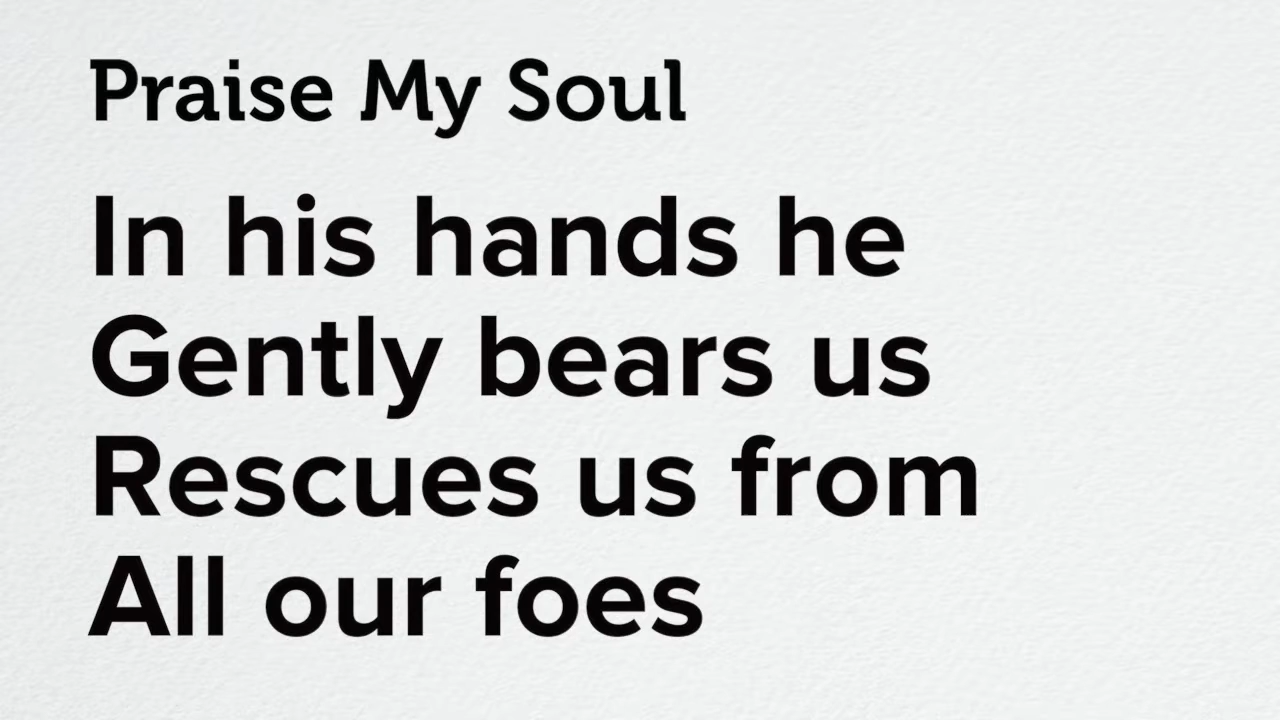 Praise My Soul
In his hands he
Gently bears us
Rescues us from
All our foes